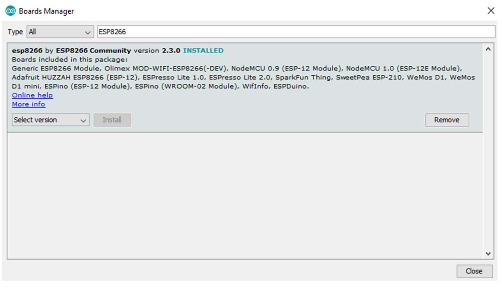 Boards Manager
Type All ESP8266
esp8266 by ESP8266 Community version 2.3.0 INSTALLED
Boards included in this package:
Generic ESP8266 Module, Olimex MOD-WIFI-ESP8266(-DEV), NodeMCU 0.9 (ESP-12 Module), NodeMCU 1.0 (ESP-12E Module),
Adafruit HUZZAH ESP8266 (ESP-12), ESPresso Lite 1.0, ESPresso Lite 2.0, SparkFun Thing, SweetPea ESP-210, WeMos D1, WeMos
D1 mini, ESPino (ESP-12 Module), ESPino (WROOM-02 Module), WifInfo, ESPDuino.
Online help
More info
Select version Install Remove
Close